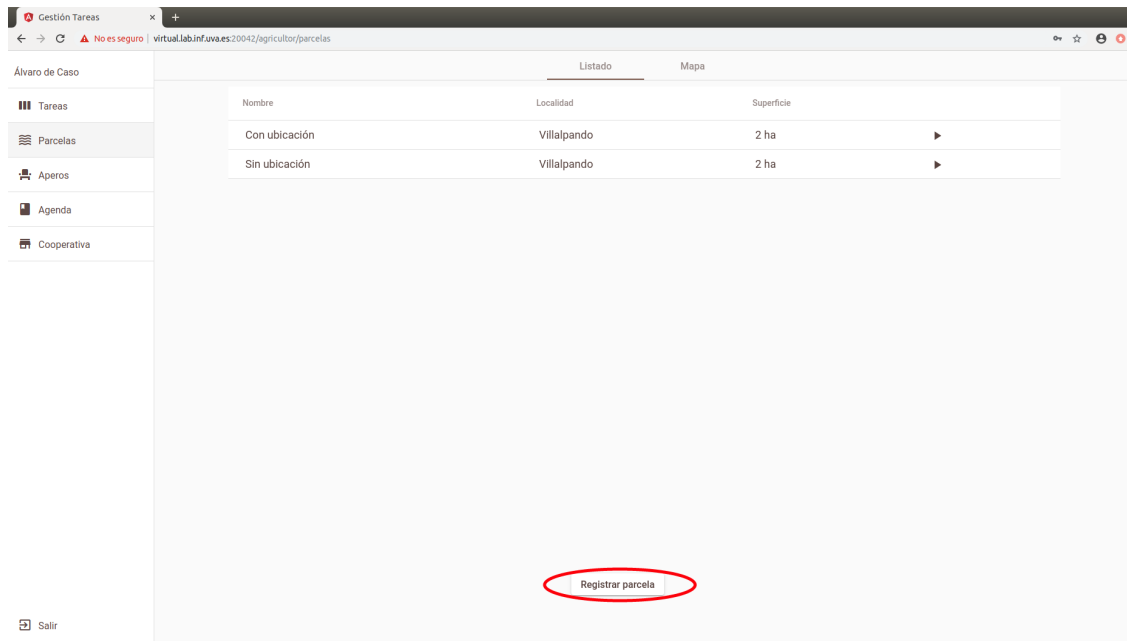 Gestión Tareas
No es seguro | virtual.lab.inf.uva.es:20042/agricultor/parcelas
Álvaro de Caso
Listado Mapa
Tareas
Parcelas
Aperos
Agenda
Cooperativa
Nombre Localidad Superficie
Con ubicación Villalpando 2 ha
Sin ubicación Villalpando 2 ha
Registrar parcela
Salir